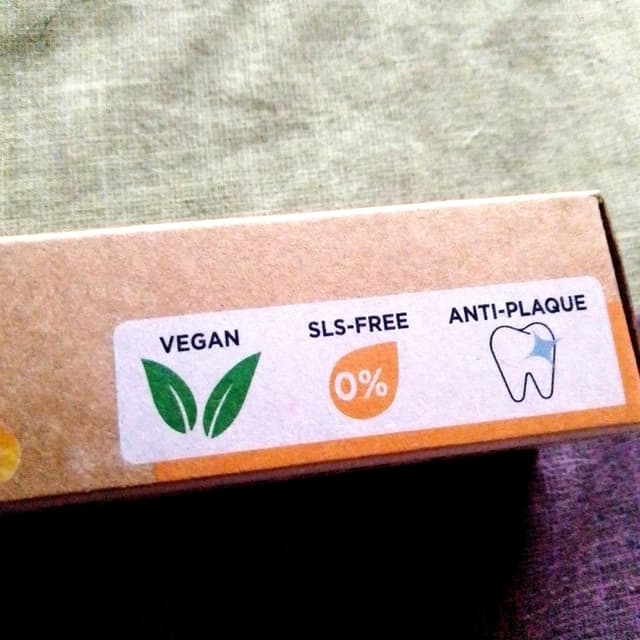 VEGAN
SLS-FREE
ANTI-PLAQUE
0%